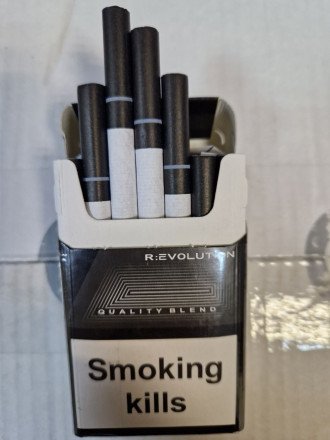 R:EVOLUTION
QUALITY BLEND
Smoking
kills